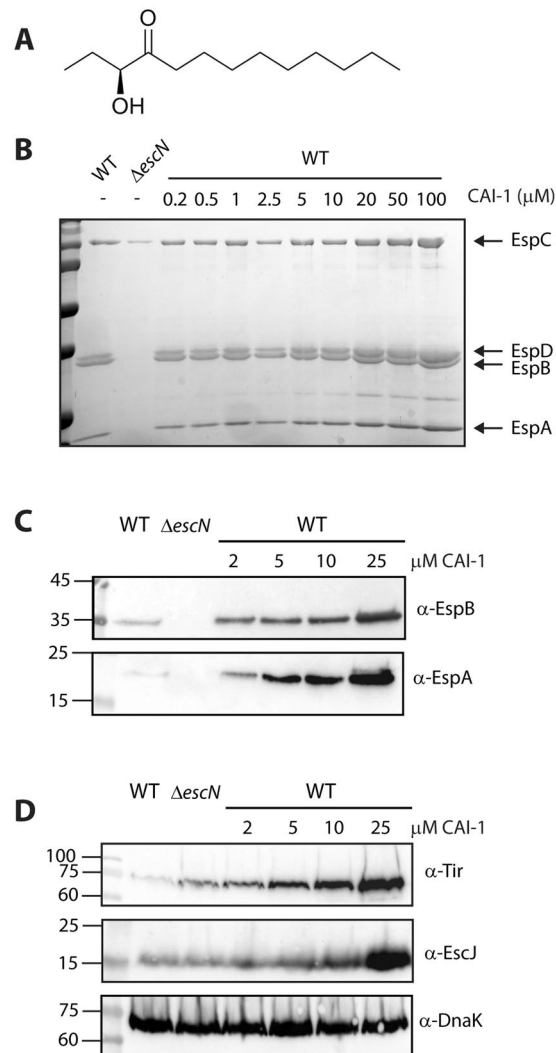 A
O
OH
B
WT ΔescN WT
- - 0.2 0.5 1 2.5 5 10 20 50 100 CAI-1 (μM)
EspC
EspD
EspB
EspA
C
WT ΔescN WT
2 5 10 25 μM CAI-1
45
35
α-EspB
25
15
α-EspA
D
WT ΔescN WT
2 5 10 25 μM CAI-1
100
75
60
α-Tir
25
15
α-EscJ
75
60
α-DnaK